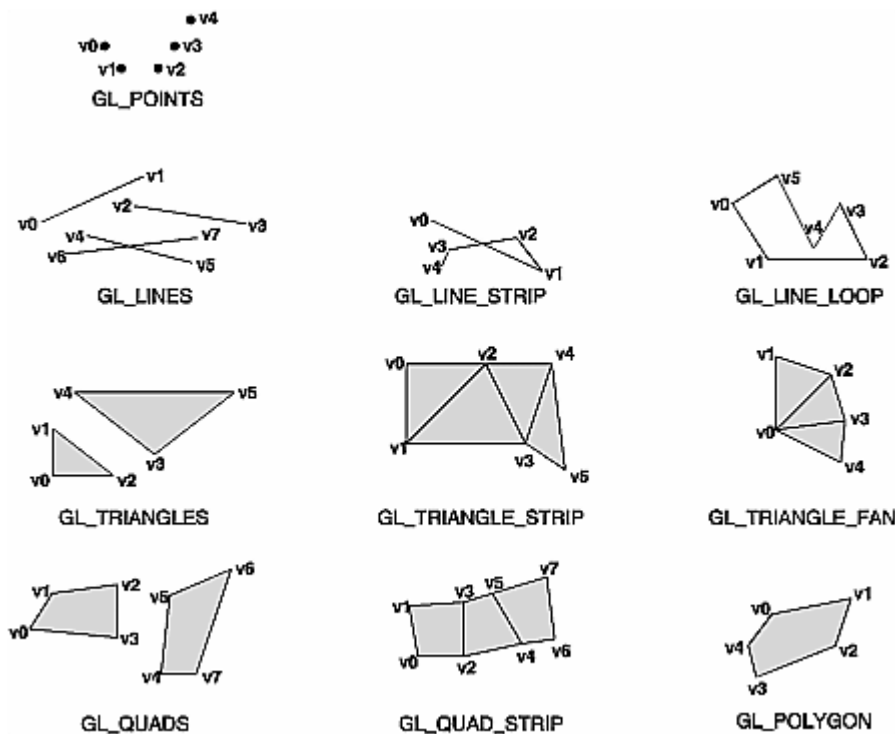 v4
v0 v3
v1 v2
GL_POINTS
v1
v2
v0 v3
v4 v7
v6 v5
GL_LINES
v0
v2
v3
v4 v1
GL_LINE_STRIP
v5
v0 v3
v4
v1 v2
GL_LINE_LOOP
v4 v5
v1
v3
v0 v2
GL_TRIANGLES
v0 v2 v4
v1 v3
v5
GL_TRIANGLE_STRIP
v1
v2
v3
v0
v4
GL_TRIANGLE_FAN
v6
v2
v1 v5
v0 v3
v4 v7
GL_QUADS
v7
v5
v3
v1
v6
v0 v2 v4
GL_QUAD_STRIP
v1
v0
v4 v2
v3
GL_POLYGON